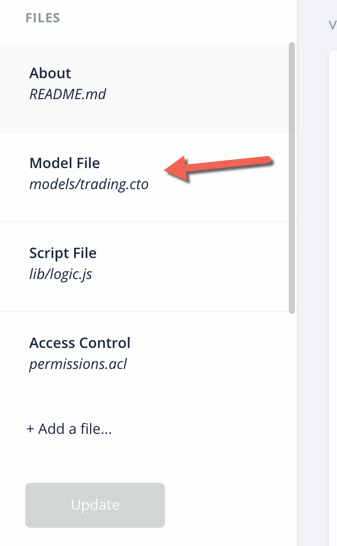 FILES
About
README.md
Model File
models/trading.cto
Script File
lib/logic.js
Access Control
permissions.acl
+ Add a file...
Update